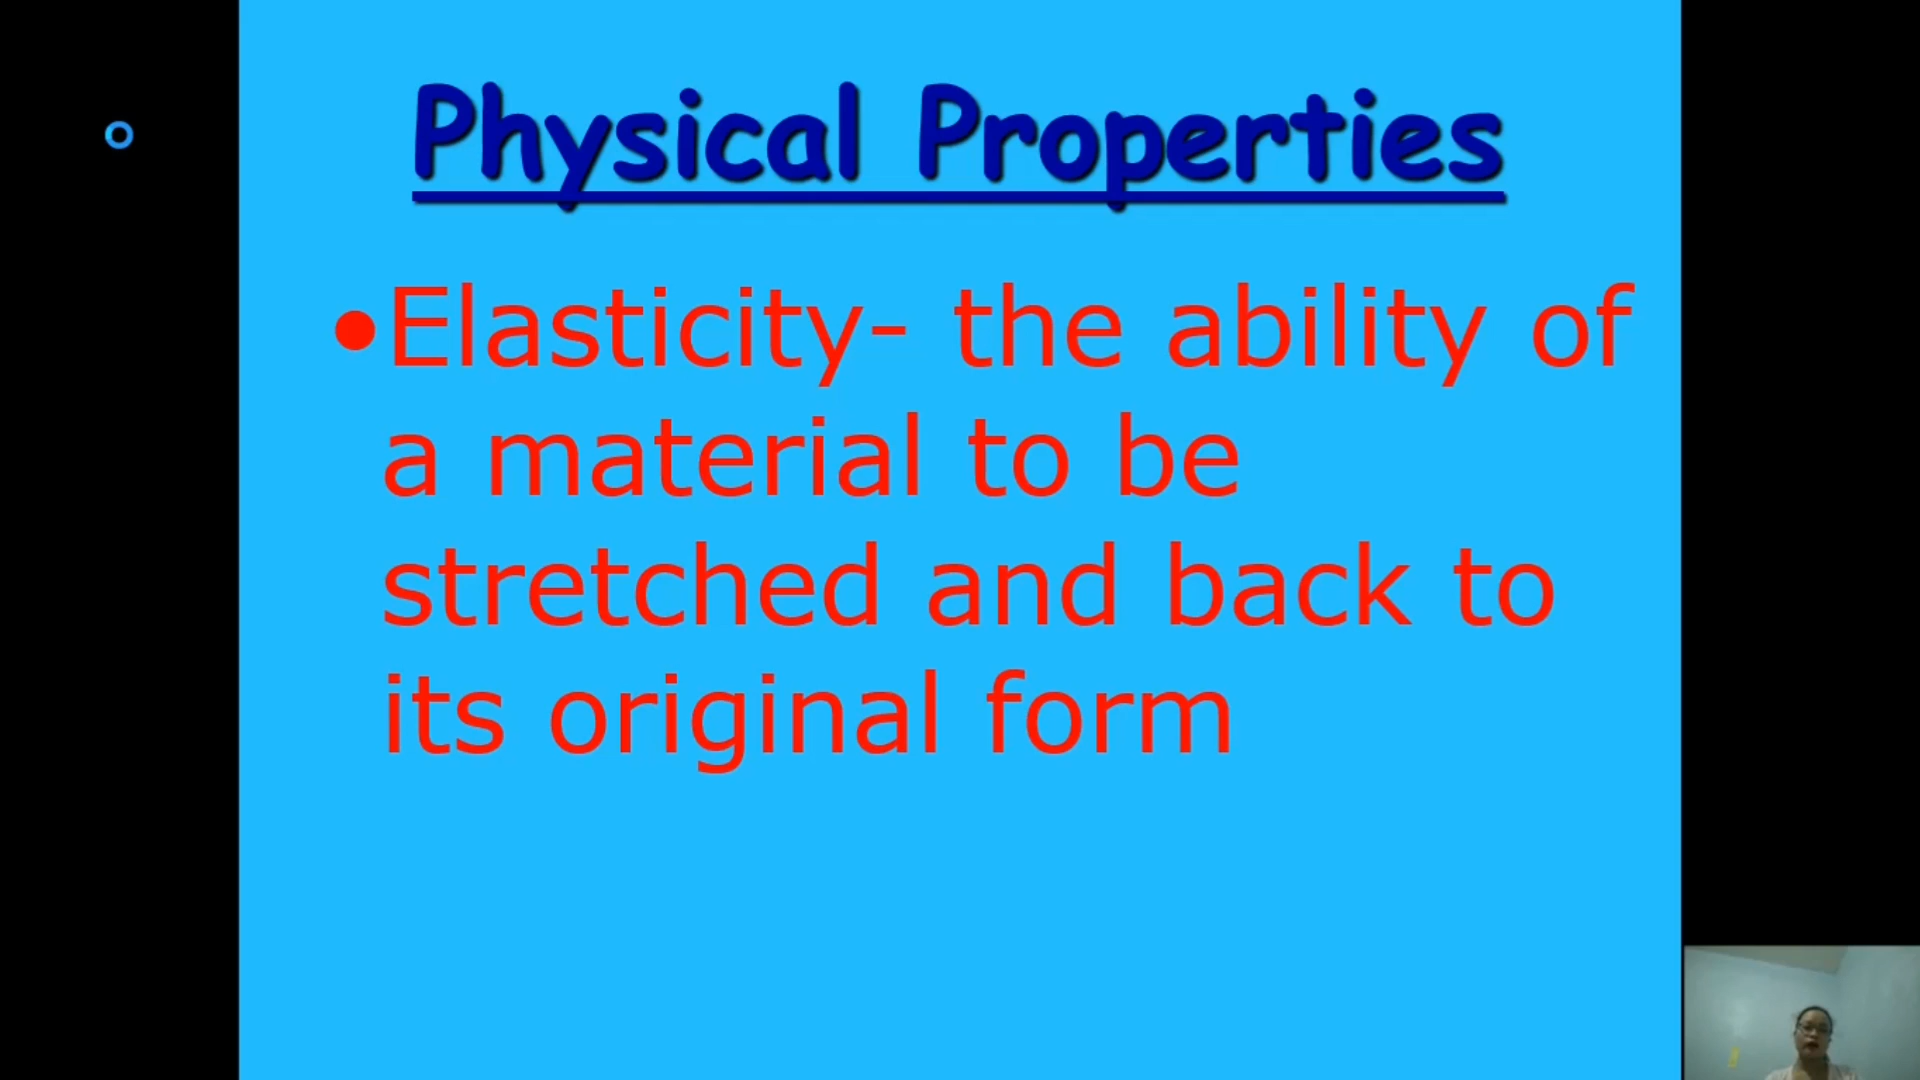 Physical Properties
•Elasticity- the ability of
a material to be
stretched and back to
its original form